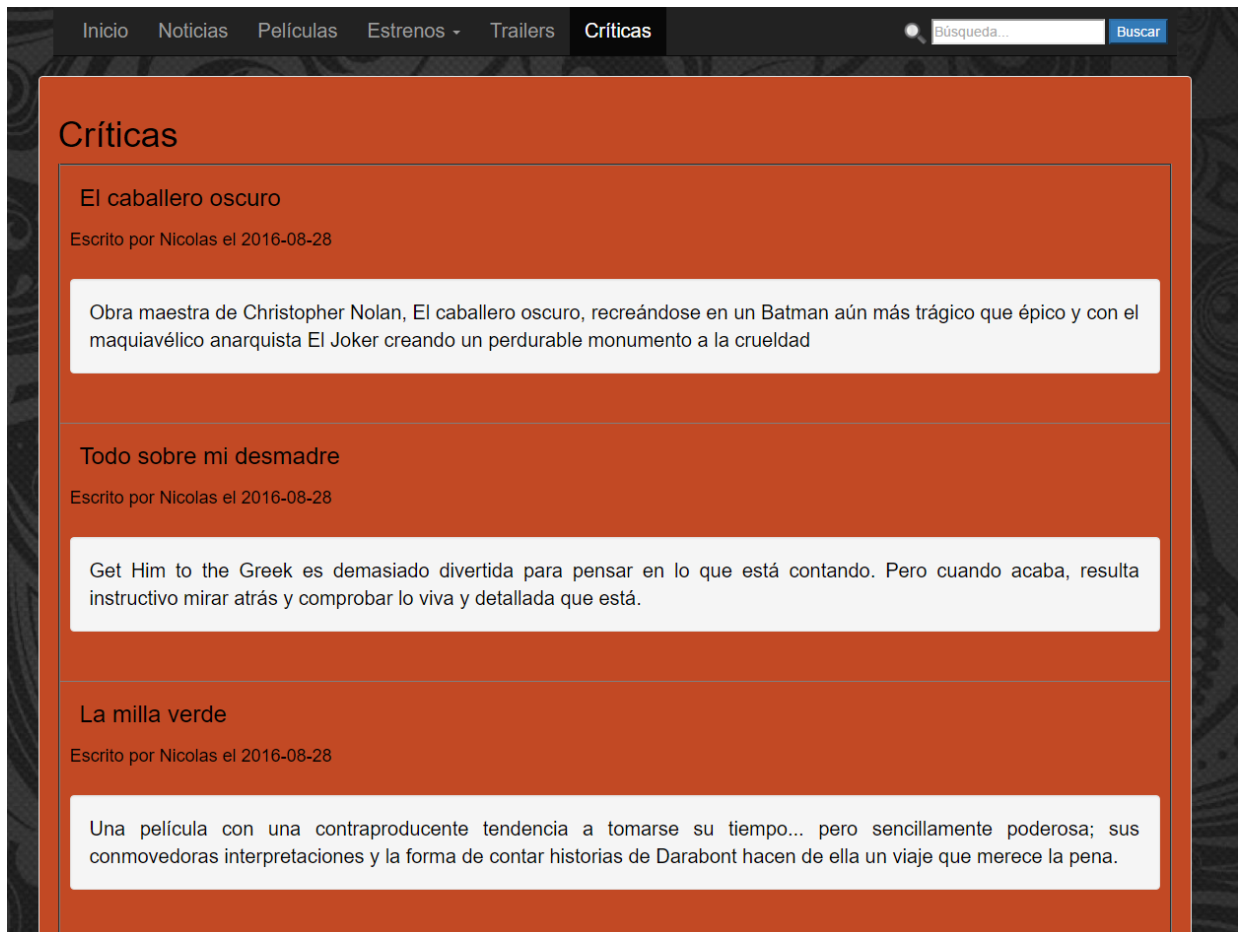 Inicio Noticias Películas Estrenos Trailers Críticas Búsqueda... Buscar
Críticas
El caballero oscuro
Escrito por Nicolas el 2016-08-28
Obra maestra de Christopher Nolan, El caballero oscuro, recreándose en un Batman aún más trágico que épico y con el
maquiavélico anarquista El Joker creando un perdurable monumento a la crueldad
Todo sobre mi desmadre
Escrito por Nicolas el 2016-08-28
Get Him to the Greek es demasiado divertida para pensar en lo que está contando. Pero cuando acaba, resulta
instructivo mirar atrás y comprobar lo viva y detallada que está.
La milla verde
Escrito por Nicolas el 2016-08-28
Una película con una contraproducente tendencia a tomarse su tiempo... pero sencillamente poderosa; sus
conmovedoras interpretaciones y la forma de contar historias de Darabont hacen de ella un viaje que merece la pena.